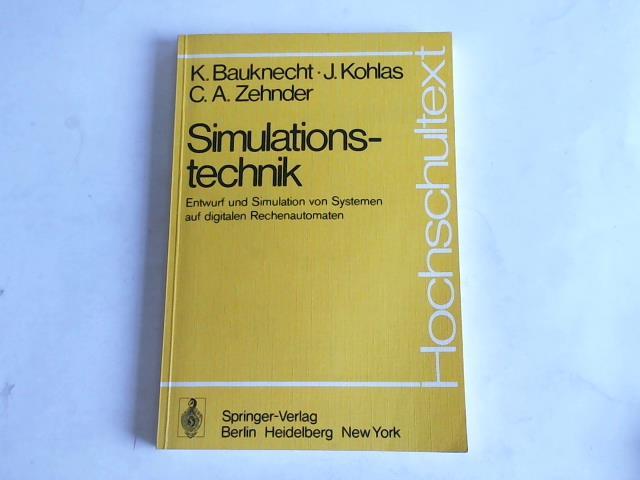 K. Bauknecht · J. Kohlas
C. A. Zehnder
Simulations-
technik
Entwurf und Simulation von Systemen
auf digitalen Rechenautomaten
Hochschultext
Springer-Verlag
Berlin Heidelberg New York